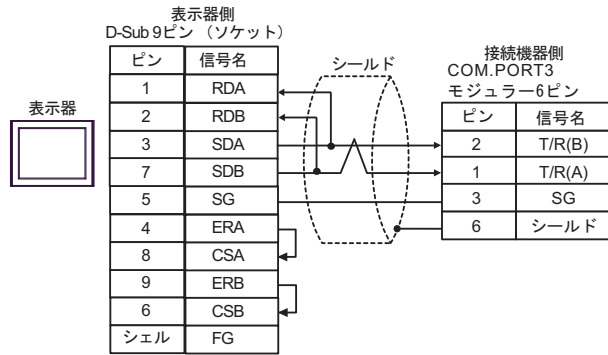 表示器側
D-Sub 9ピン (ソケット)
ピン 信号名
1 RDA
2 RDB
3 SDA
7 SDB
5 SG
4 ERA
8 CSA
9 ERB
6 CSB
シェル FG
表示器
シールド
接続機器側
COM.PORT3
モジュラー6ピン
ピン 信号名
2 T/R(B)
1 T/R(A)
3 SG
6 シールド